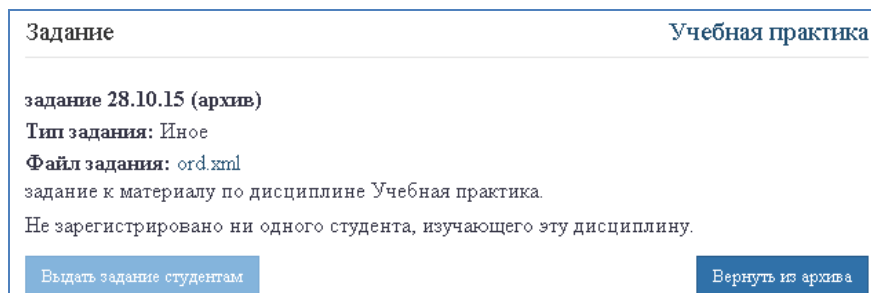 Задание Учебная практика
задание 28.10.15 (архив)
Тип задания: Иное
Файл задания: ord.xml
задание к материалу по дисциплине Учебная практика.
Не зарегистрировано ни одного студента, изучающего эту дисциплину.
Выдать задание студентам Вернуть из архива